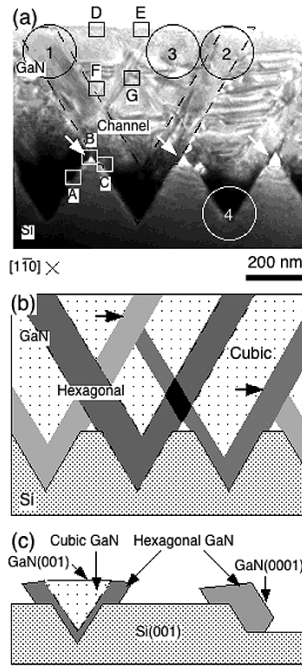 (a)
D E
1 3 2
GaN
F
G
Channel
B
C
A
4
Si
[11̅0] ×
200 nm
(b)
GaN
Cubic
Hexagonal
Si
(c)
Cubic GaN Hexagonal GaN
GaN(001)
GaN(0001)
Si(001)